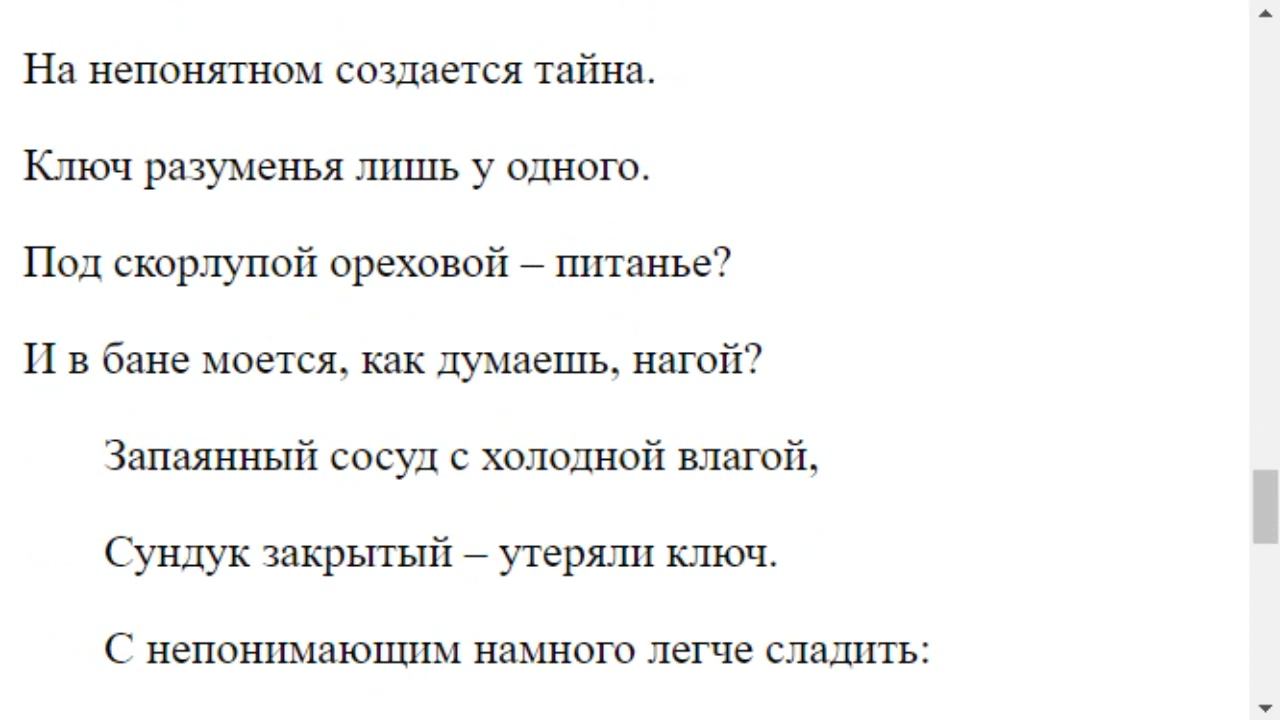 На непонятном создается тайна.
Ключ разуменья лишь у одного.
Под скорлупой ореховой – питанье?
И в бане моется, как думаешь, нагой?
Запаянный сосуд с холодной влагой,
Сундук закрытый – утеряли ключ.
С непонимающим намного легче сладить: